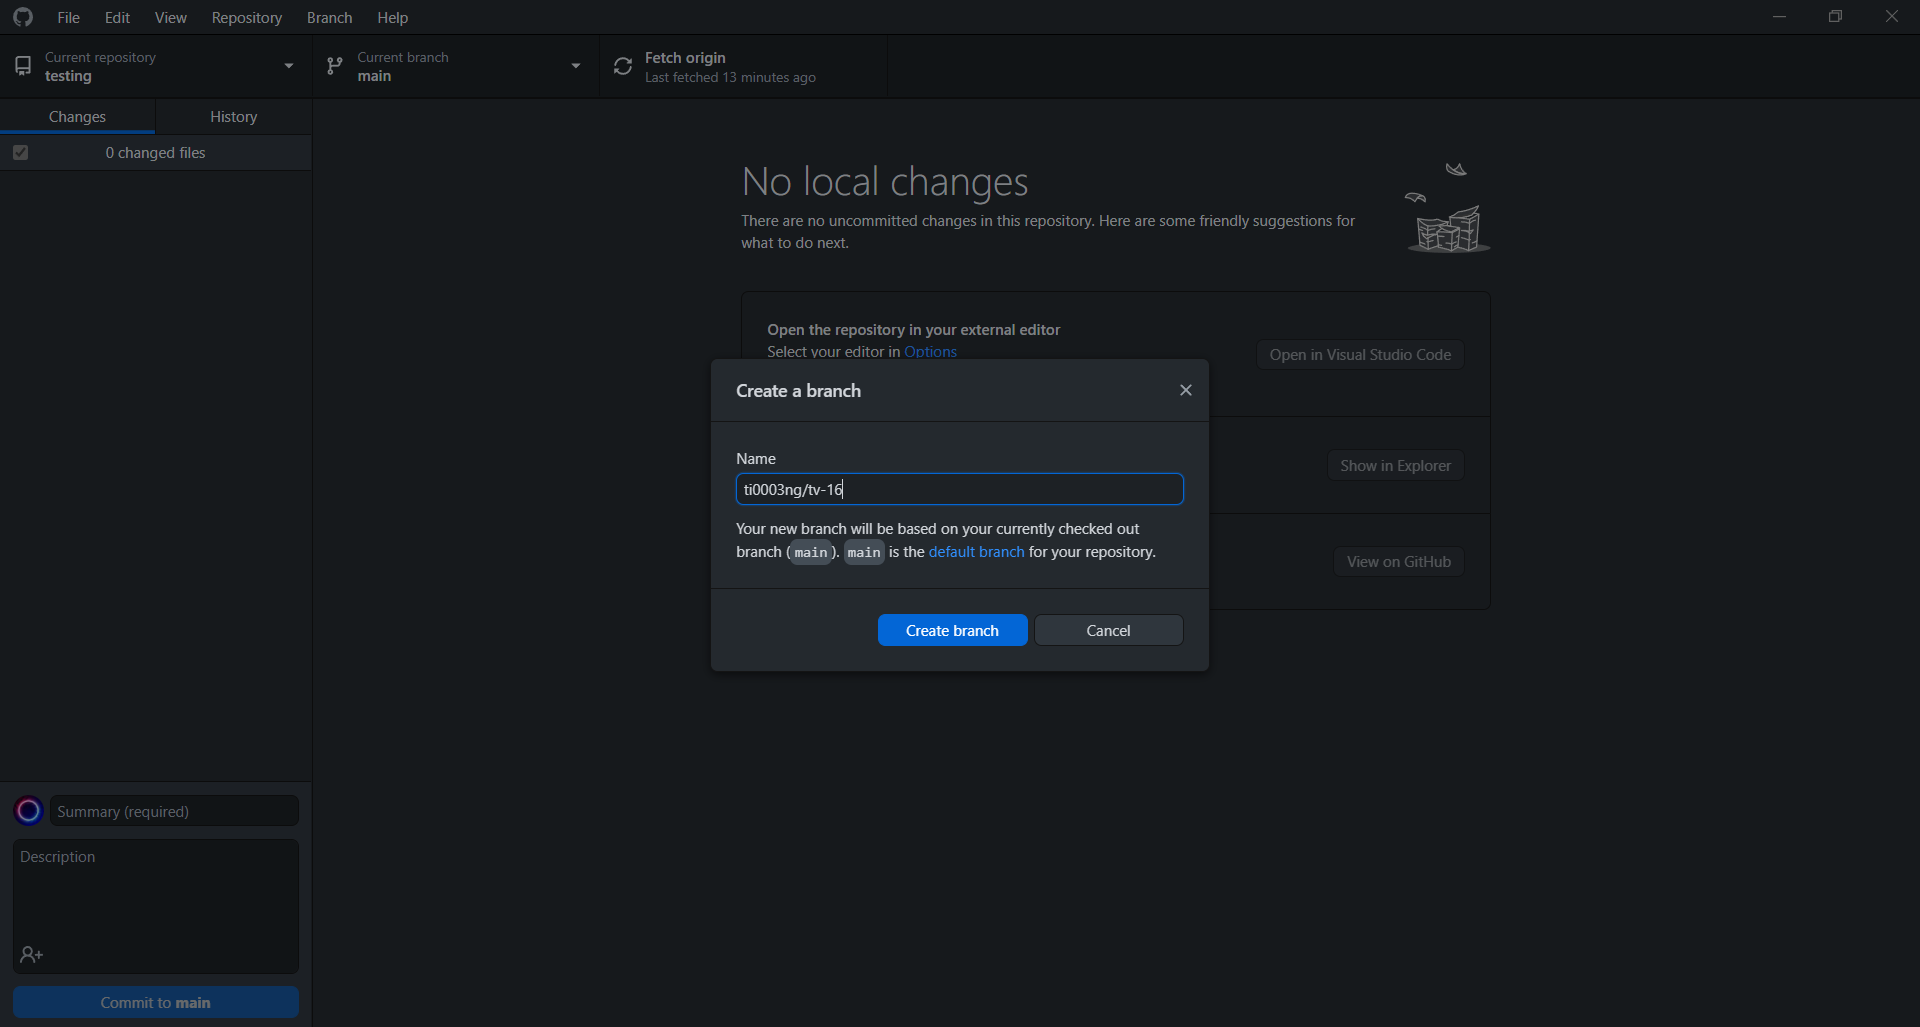 File Edit View Repository Branch Help
Current repository
testing
Current branch
main
Fetch origin
Last fetched 13 minutes ago
Changes
History
0 changed files
No local changes
There are no uncommitted changes in this repository. Here are some friendly suggestions for
what to do next.
Open the repository in your external editor
Select your editor in Options
Open in Visual Studio Code
Show in Explorer
View on GitHub
Create a branch
Name
ti0003ng/tv-16
Your new branch will be based on your currently checked out
branch (main). main is the default branch for your repository.
Create branch
Cancel
Summary (required)
Description
Commit to main